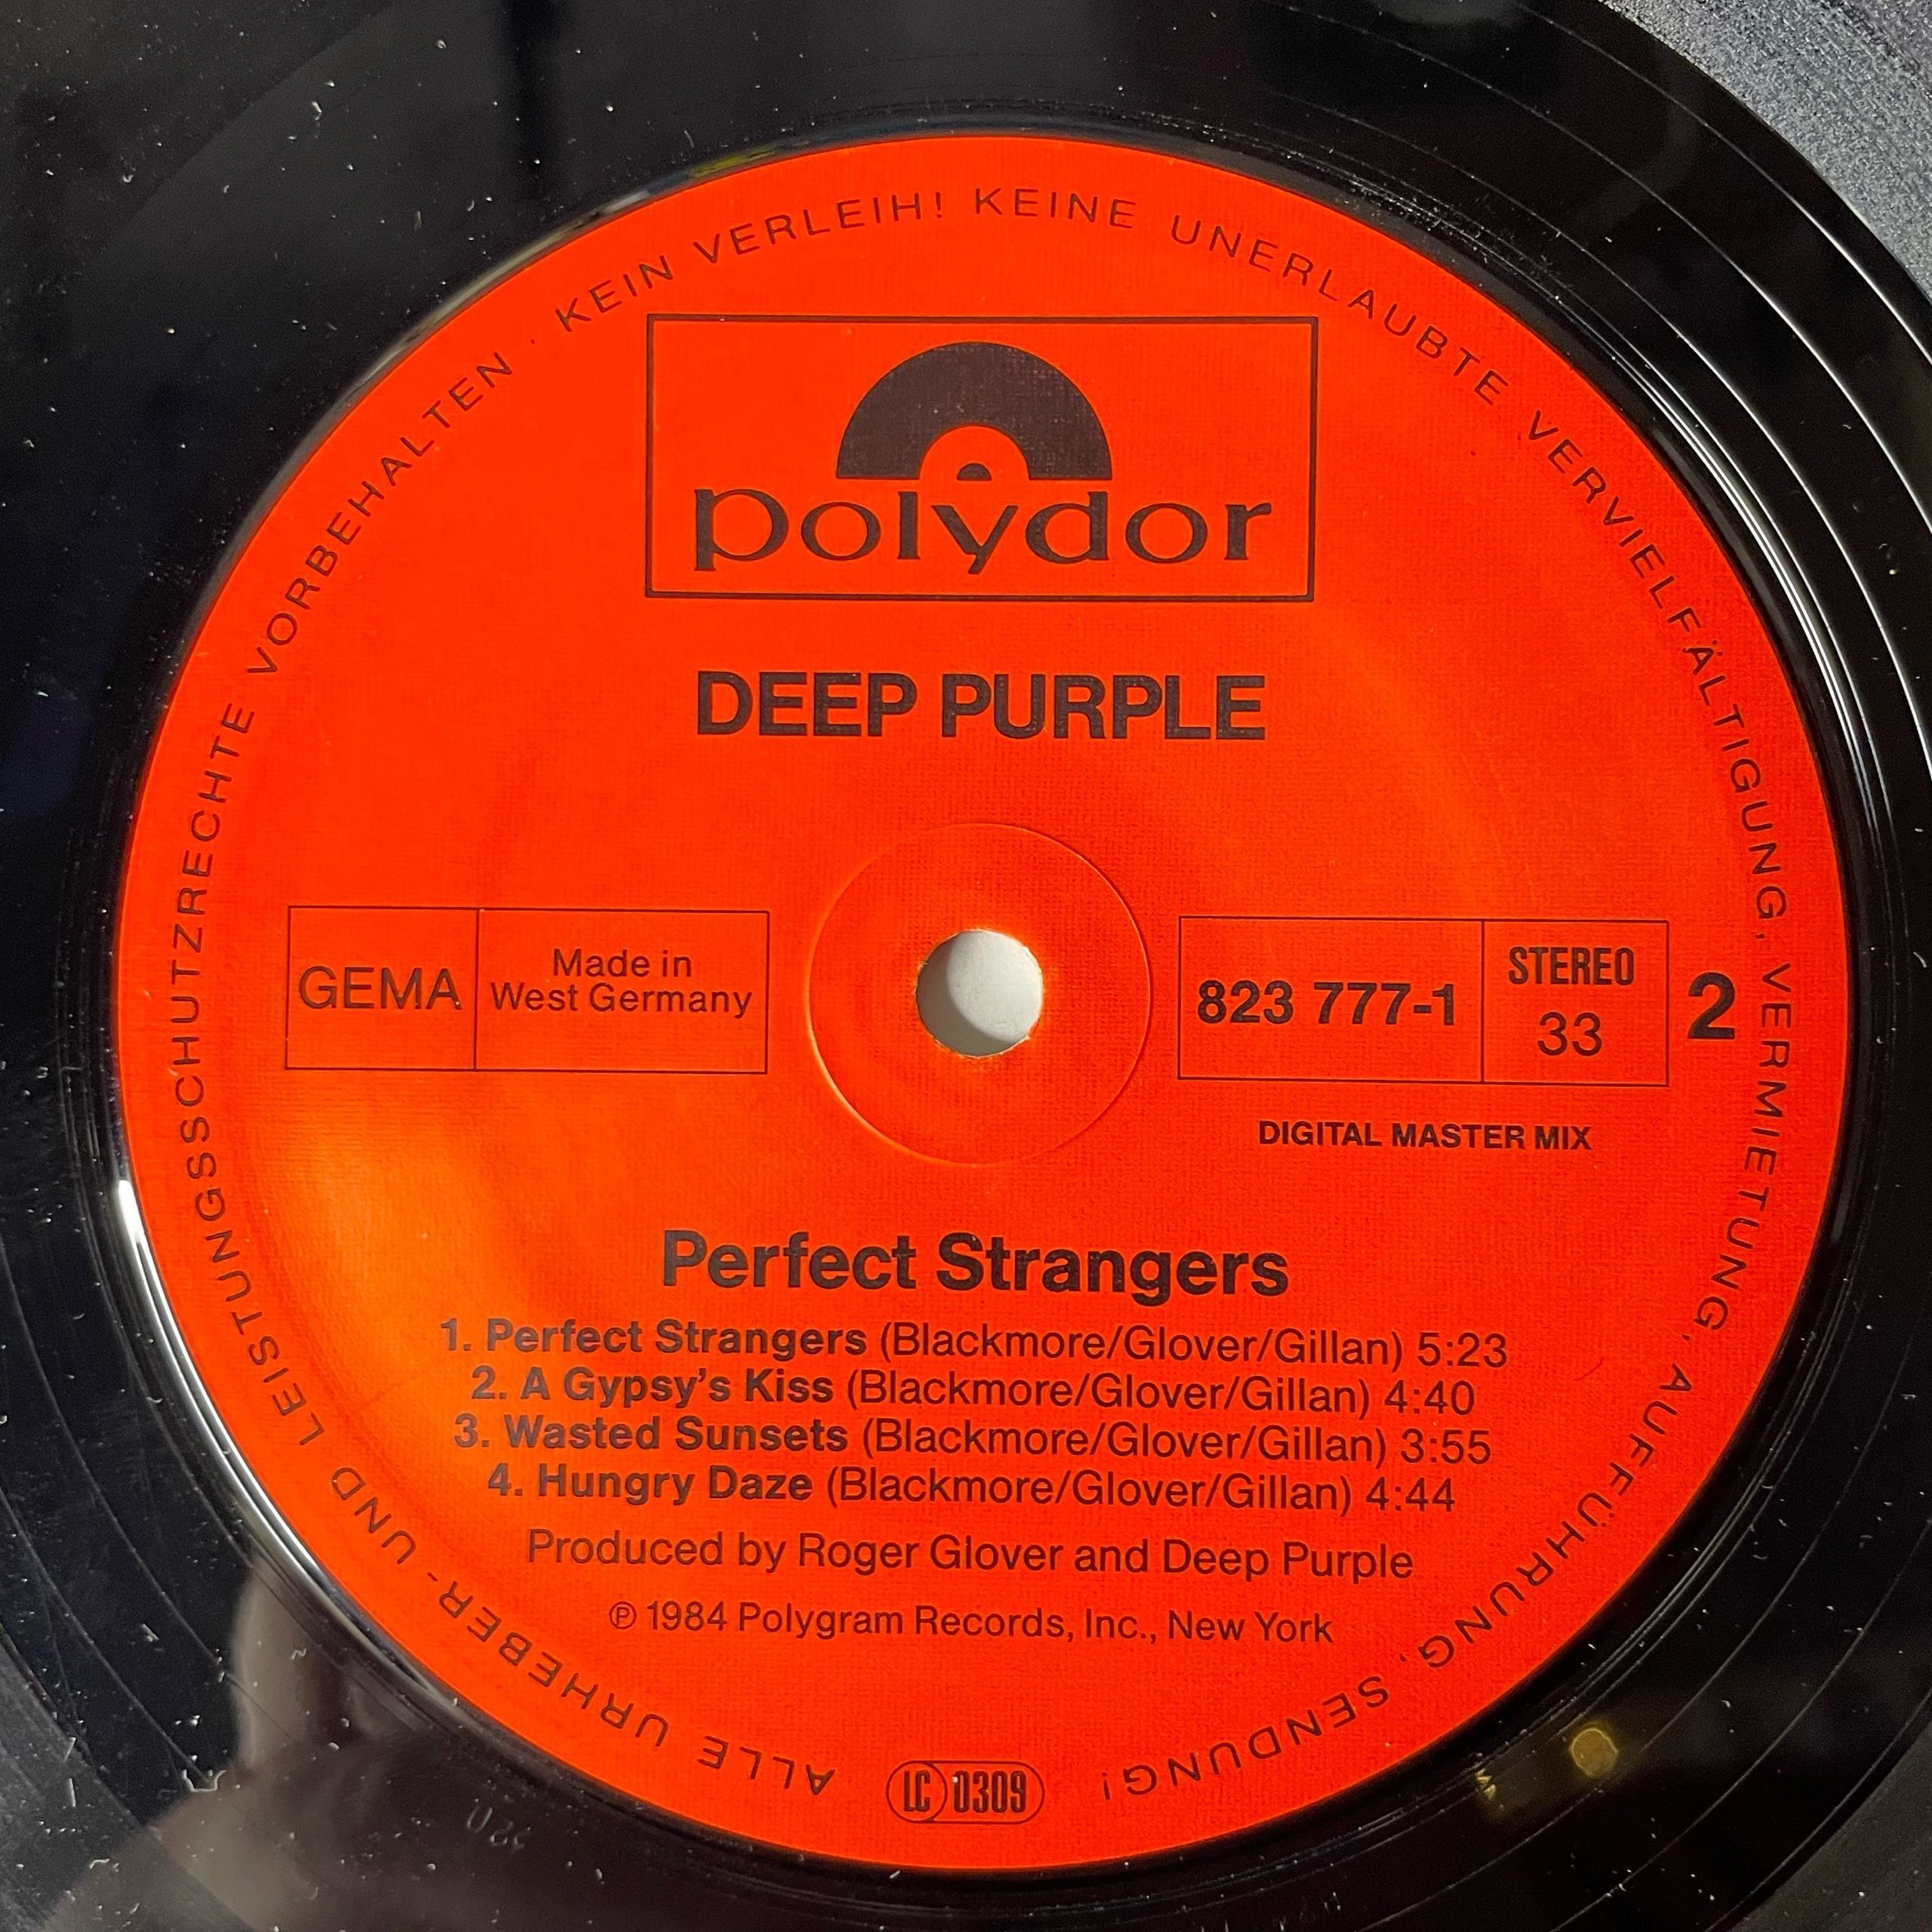 ALLE URHEBER- UND LEISTUNGSSCHUTZRECHTE VORBEHALTEN · KEIN VERLEIH! KEINE UNERLAUBTE VERVIELFÄLTIGUNG, VERMIETUNG, AUFFÜHRUNG, SENDUNG!
polydor
DEEP PURPLE
GEMA
Made in
West Germany
823 777-1
STEREO
33
2
DIGITAL MASTER MIX
Perfect Strangers
1. Perfect Strangers (Blackmore/Glover/Gillan) 5:23
2. A Gypsy's Kiss (Blackmore/Glover/Gillan) 4:40
3. Wasted Sunsets (Blackmore/Glover/Gillan) 3:55
4. Hungry Daze (Blackmore/Glover/Gillan) 4:44
Produced by Roger Glover and Deep Purple
℗ 1984 Polygram Records, Inc., New York
LC 0309